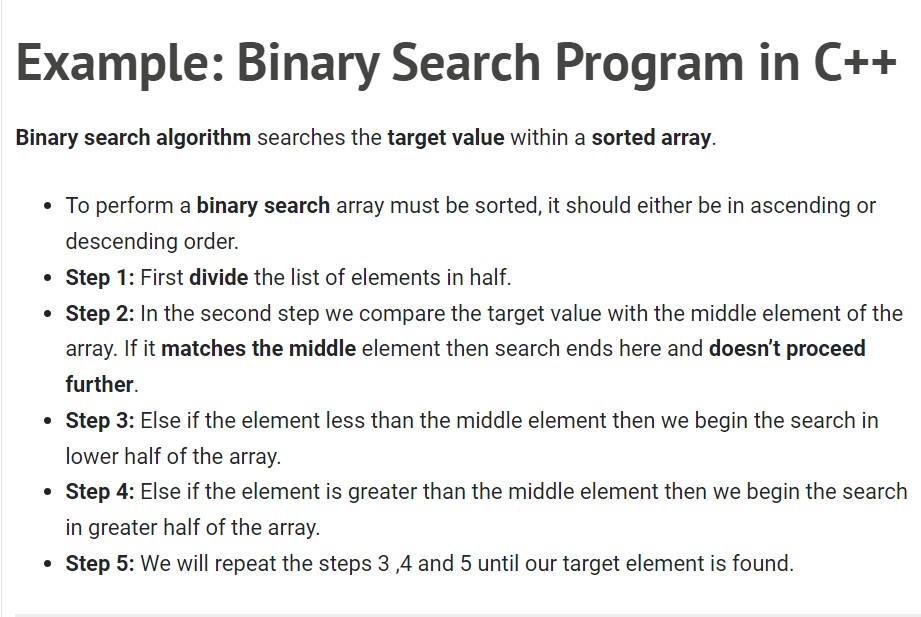 Example: Binary Search Program in C++
Binary search algorithm searches the target value within a sorted array.
• To perform a binary search array must be sorted, it should either be in ascending or
descending order.
• Step 1: First divide the list of elements in half.
• Step 2: In the second step we compare the target value with the middle element of the
array. If it matches the middle element then search ends here and doesn’t proceed
further.
• Step 3: Else if the element less than the middle element then we begin the search in
lower half of the array.
• Step 4: Else if the element is greater than the middle element then we begin the search
in greater half of the array.
• Step 5: We will repeat the steps 3 ,4 and 5 until our target element is found.